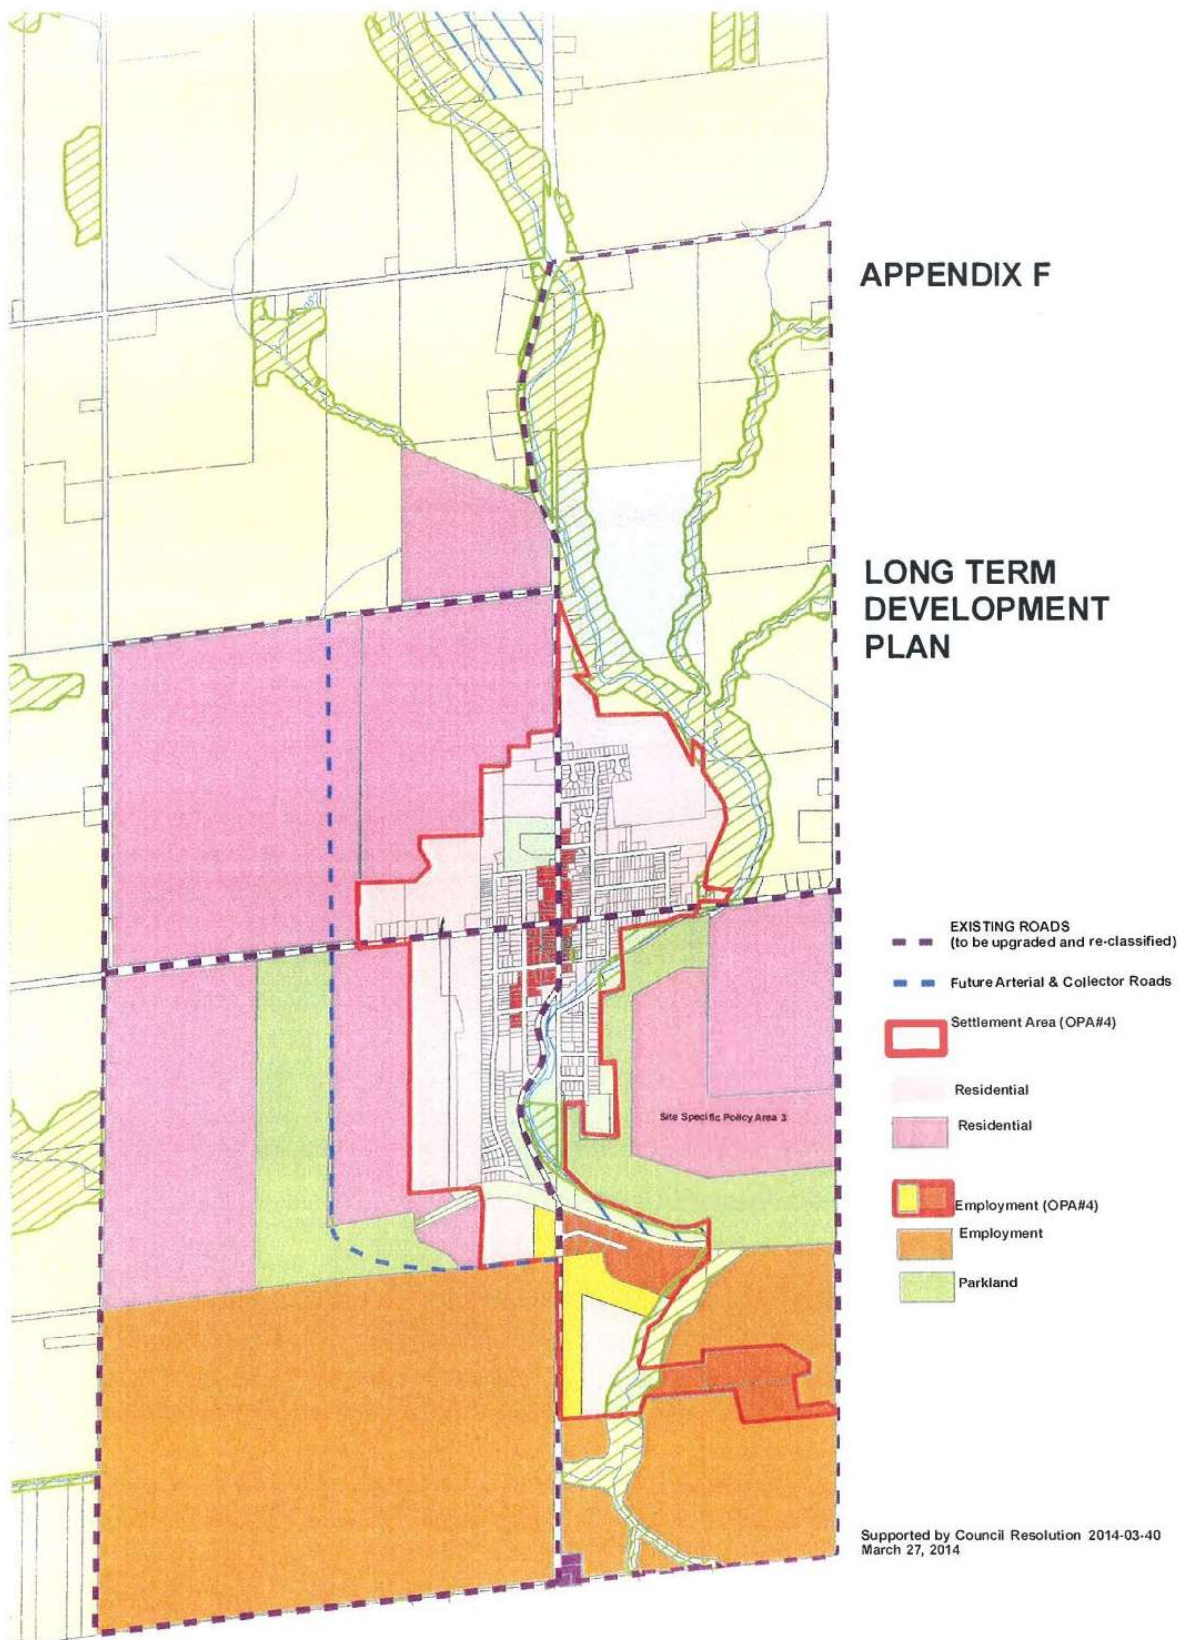 APPENDIX F
LONG TERM
DEVELOPMENT
PLAN
EXISTING ROADS
(to be upgraded and re-classified)
Future Arterial & Collector Roads
Settlement Area (OPA#4)
Residential
Residential
Site Specific Policy Area 3
Employment (OPA#4)
Employment
Parkland
Supported by Council Resolution 2014-03-40
March 27, 2014